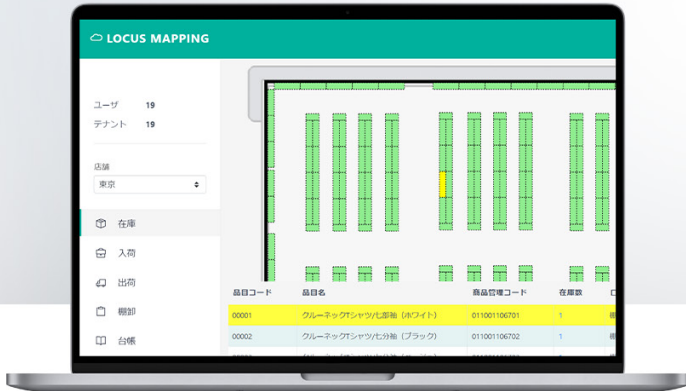 LOCUS MAPPING
ユーザ 19
テナント 19
店舗
東京
在庫
入荷
出荷
棚卸
台帳
品目コード 品目名 商品管理コード 在庫数
00001 クルーネックTシャツ/七部袖（ホワイト） 011001106701 1
00002 クルーネックTシャツ/七分袖（ブラック） 011001106702 1